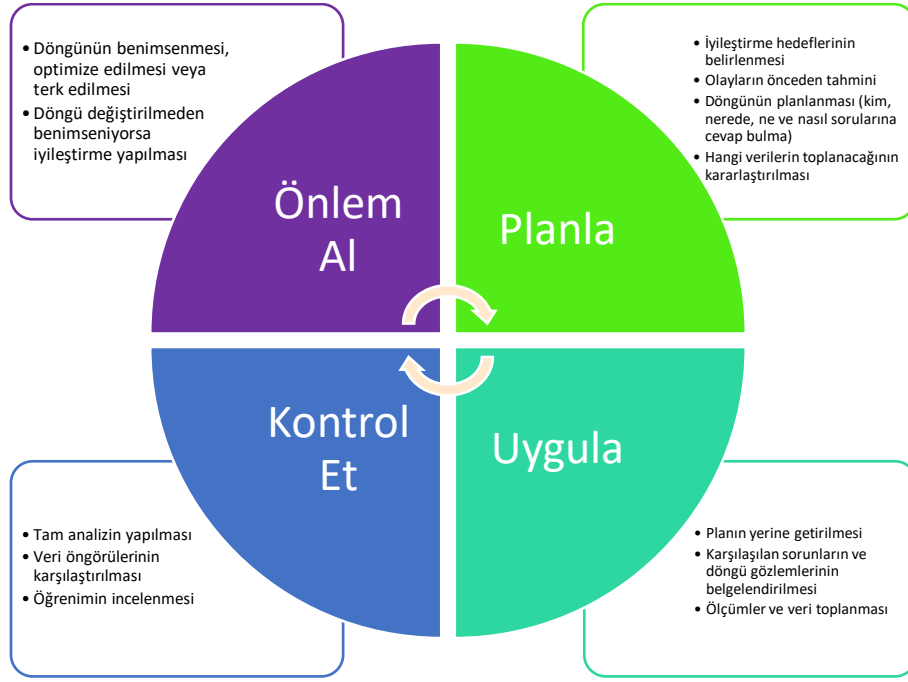 • Döngünün benimsenmesi,
optimize edilmesi veya
terk edilmesi
• Döngü değiştirilmeden
benimseniyorsa
iyileştirme yapılması
Önlem
Al
• İyileştirme hedeflerinin
belirlenmesi
• Olayların önceden tahmini
• Döngünün planlanması (kim,
nerede, ne ve nasıl sorularına
cevap bulma)
• Hangi verilerin toplanacağının
kararlaştırılması
Planla
Kontrol
Et
• Tam analizin yapılması
• Veri öngörülerinin
karşılaştırılması
• Öğrenimin incelenmesi
Uygula
• Planın yerine getirilmesi
• Karşılaşılan sorunların ve
döngü gözlemlerinin
belgelendirilmesi
• Ölçümler ve veri toplanması